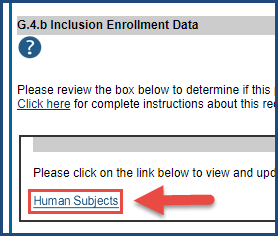 G.4.b Inclusion Enrollment Data
?
Please review the box below to determine if this
Click here for complete instructions about this
Please click on the link below to view and
Human Subjects